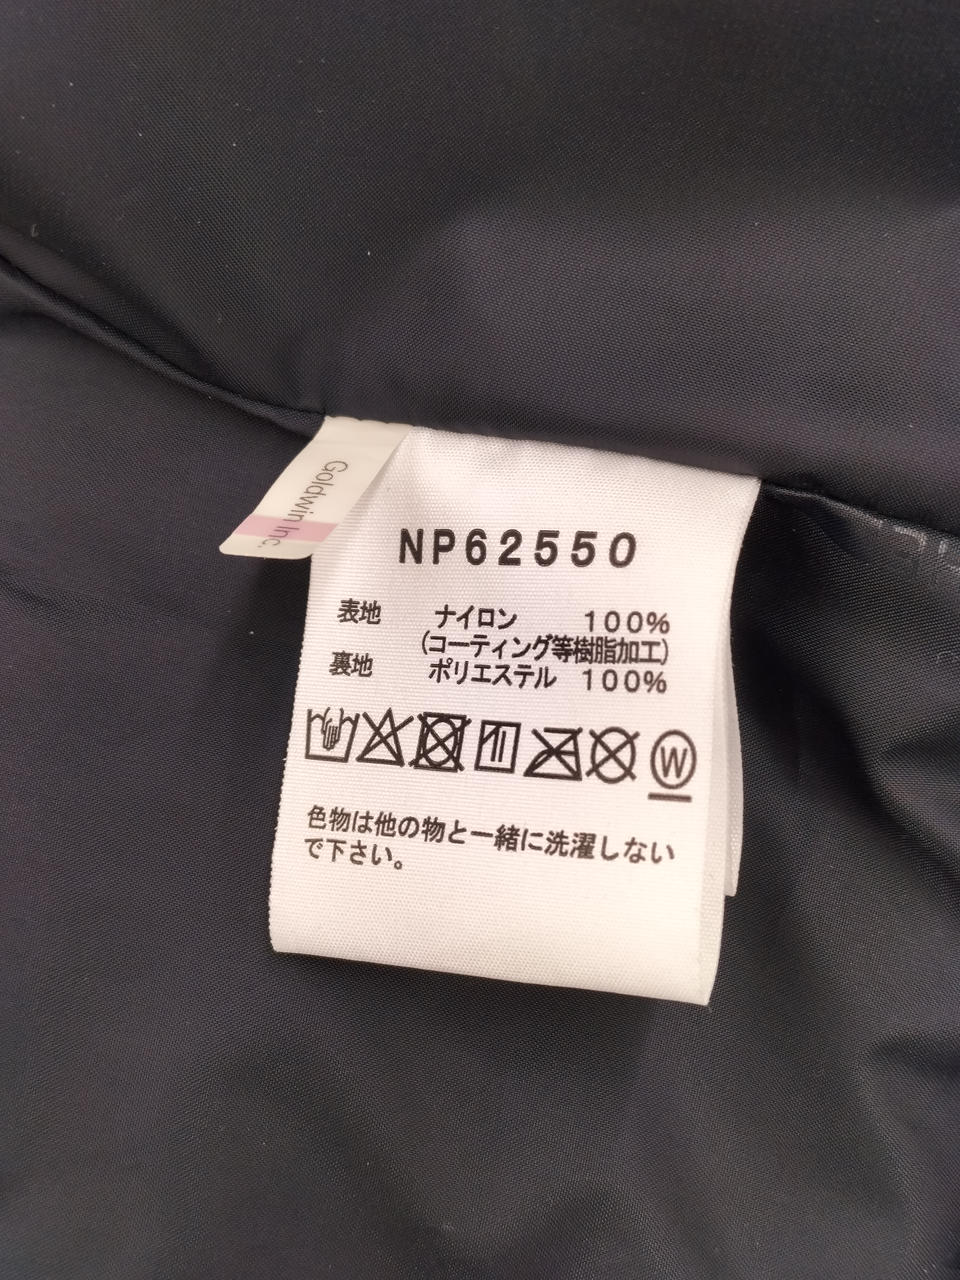 Goldwin Inc.
NP62550
表地 ナイロン 100%
(コーティング等樹脂加工)
裏地 ポリエステル 100%
W
色物は他の物と一緒に洗濯しない
で下さい。